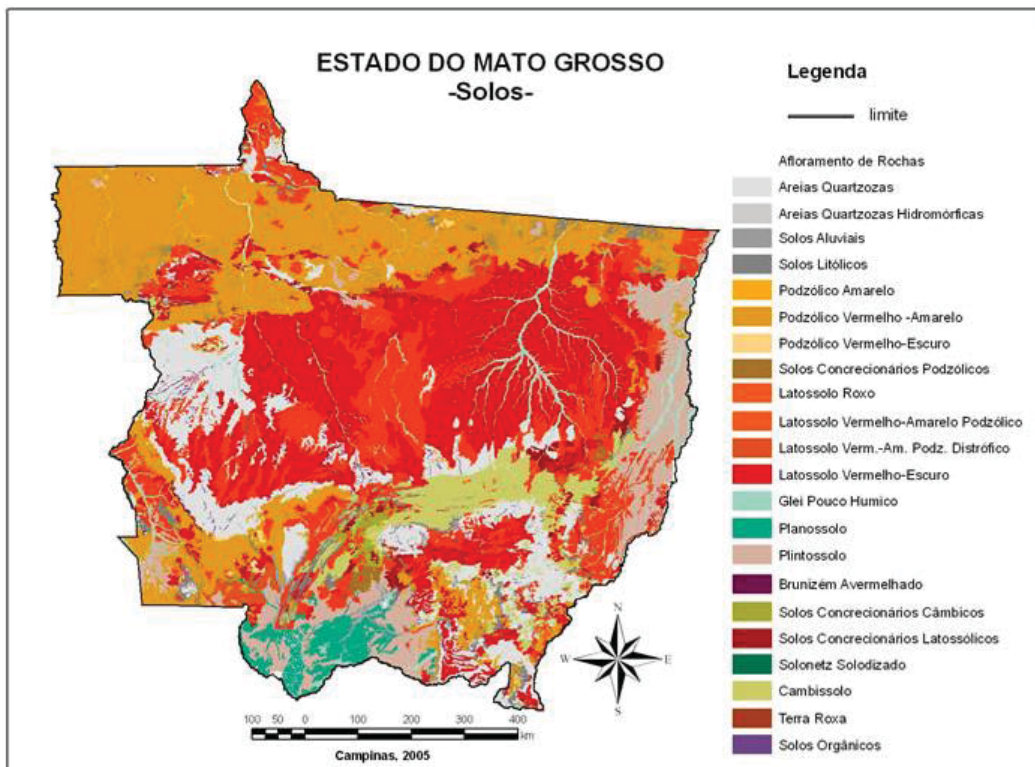 ESTADO DO MATO GROSSO
-Solos-
Legenda
limite
Afloramento de Rochas
Areias Quartzozas
Areias Quartzozas Hidromórficas
Solos Aluviais
Solos Litólicos
Podzólico Amarelo
Podzólico Vermelho -Amarelo
Podzólico Vermelho-Escuro
Solos Concrecionários Podzólicos
Latossolo Roxo
Latossolo Vermelho-Amarelo Podzólico
Latossolo Verm.-Am. Podz. Distrófico
Latossolo Vermelho-Escuro
Glei Pouco Humico
Planossolo
Plintossolo
Brunizém Avermelhado
Solos Concrecionários Câmbicos
Solos Concrecionários Latossólicos
Solonetz Solodizado
Cambissolo
Terra Roxa
Solos Orgânicos
N
W E
S
100 50 0 100 200 300 400
km
Campinas, 2005